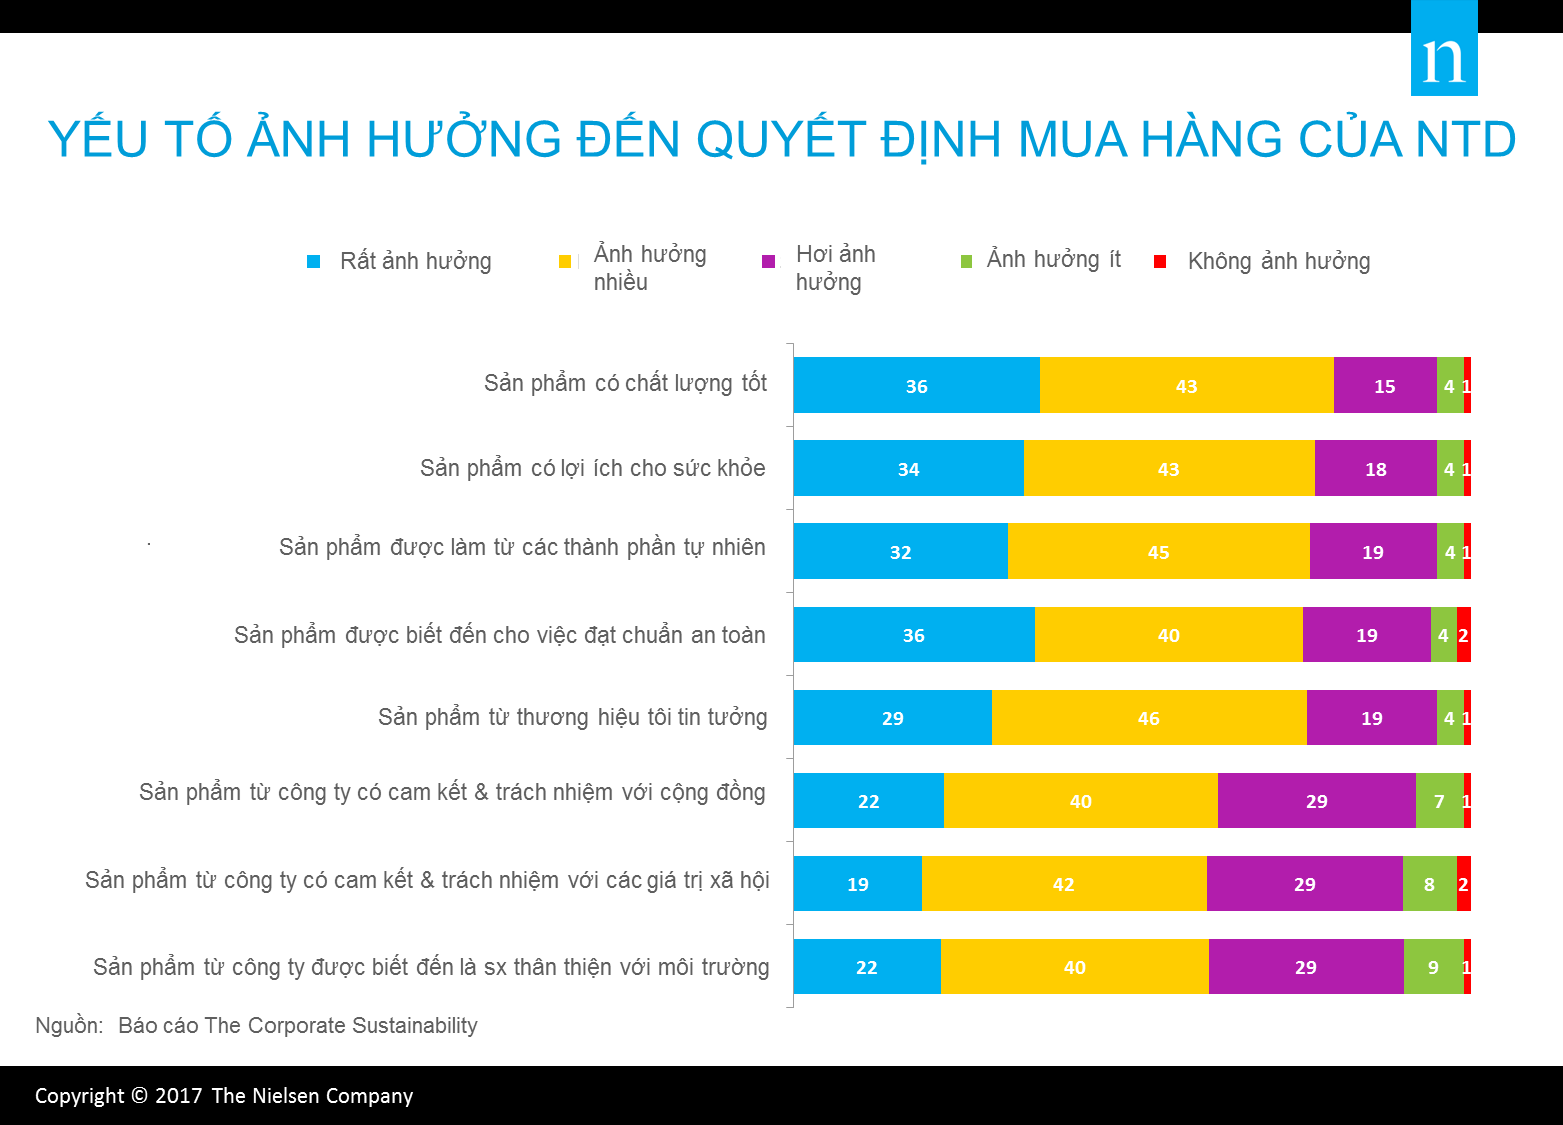 n
YẾU TỐ ẢNH HƯỞNG ĐẾN QUYẾT ĐỊNH MUA HÀNG CỦA NTD
Rất ảnh hưởng
Ảnh hưởng
nhiều
Hơi ảnh
hưởng
Ảnh hưởng ít
Không ảnh hưởng
Sản phẩm có chất lượng tốt 36 43 15 4 1
Sản phẩm có lợi ích cho sức khỏe 34 43 18 4 1
Sản phẩm được làm từ các thành phần tự nhiên 32 45 19 4 1
Sản phẩm được biết đến cho việc đạt chuẩn an toàn 36 40 19 4 2
Sản phẩm từ thương hiệu tôi tin tưởng 29 46 19 4 1
Sản phẩm từ công ty có cam kết & trách nhiệm với cộng đồng 22 40 29 7 1
Sản phẩm từ công ty có cam kết & trách nhiệm với các giá trị xã hội 19 42 29 8 2
Sản phẩm từ công ty được biết đến là sx thân thiện với môi trường 22 40 29 9 1
Nguồn: Báo cáo The Corporate Sustainability
Copyright © 2017 The Nielsen Company